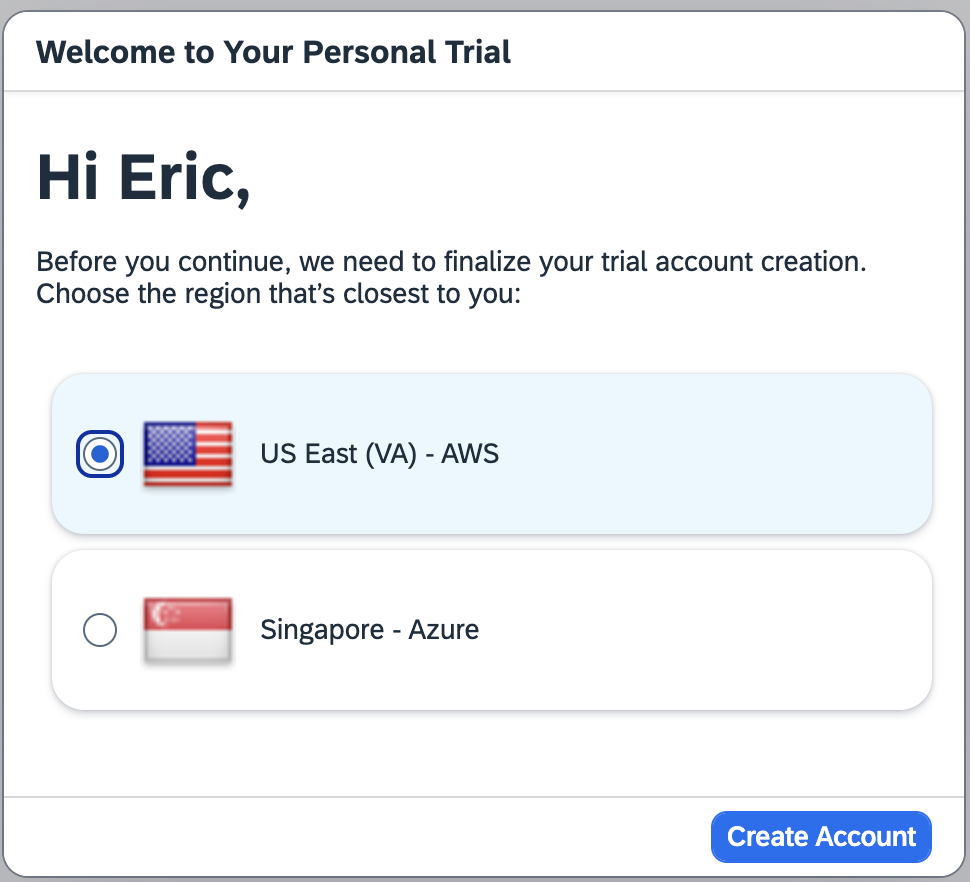 Welcome to Your Personal Trial
Hi Eric,
Before you continue, we need to finalize your trial account creation.
Choose the region that’s closest to you:
US East (VA) - AWS
Singapore - Azure
Create Account